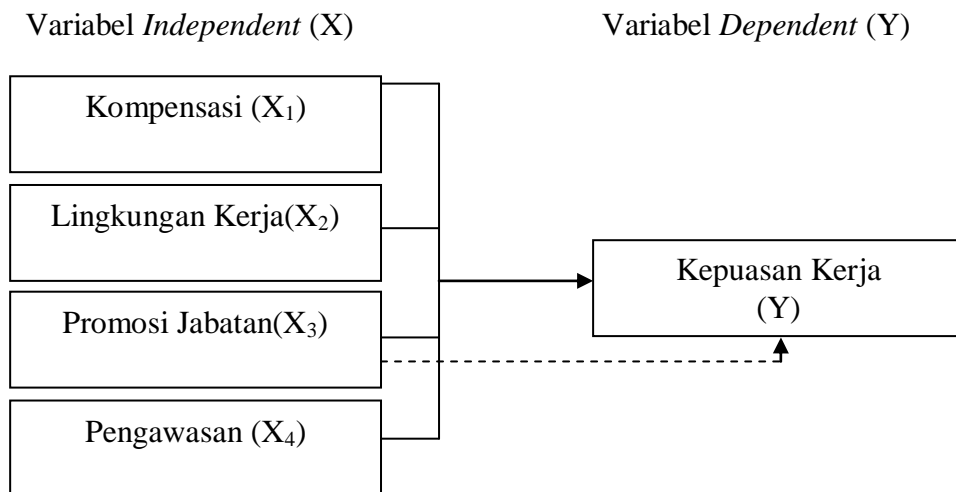 Variabel Independent (X)
Variabel Dependent (Y)
Kompensasi (X₁)
Lingkungan Kerja(X₂)
Promosi Jabatan(X₃)
Pengawasan (X₄)
Kepuasan Kerja
(Y)